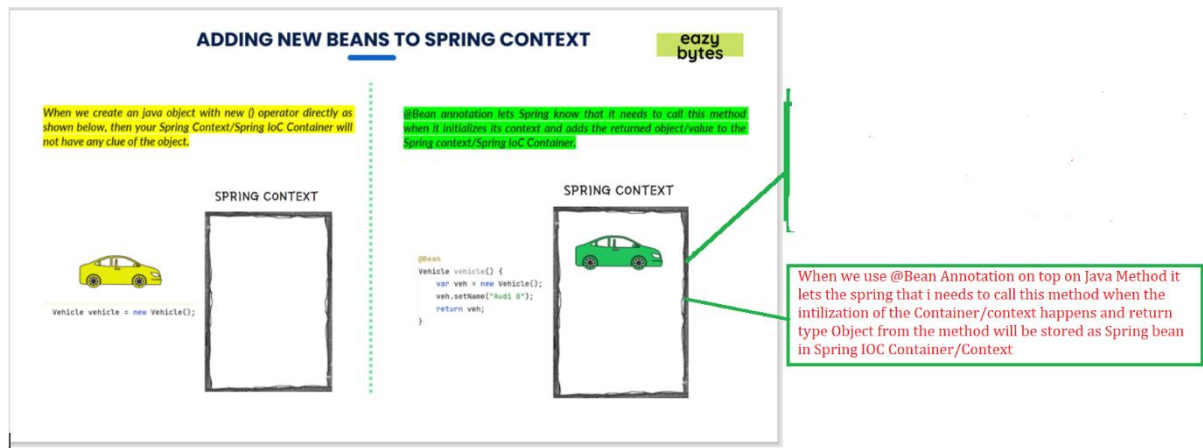 ADDING NEW BEANS TO SPRING CONTEXT
eazy
bytes
When we create an java object with new () operator directly as
shown below, then your Spring Context/Spring IoC Container will
not have any clue of the object.
SPRING CONTEXT
Vehicle vehicle = new Vehicle();
@Bean annotation lets Spring know that it needs to call this method
when it initializes its context and adds the returned object/value to the
Spring context/Spring IoC Container.
SPRING CONTEXT
@Bean
Vehicle vehicle() {
var veh = new Vehicle();
veh.setName("Audi 8");
return veh;
}
When we use @Bean Annotation on top on Java Method it
lets the spring that i needs to call this method when the
intilization of the Container/context happens and return
type Object from the method will be stored as Spring bean
in Spring IOC Container/Context